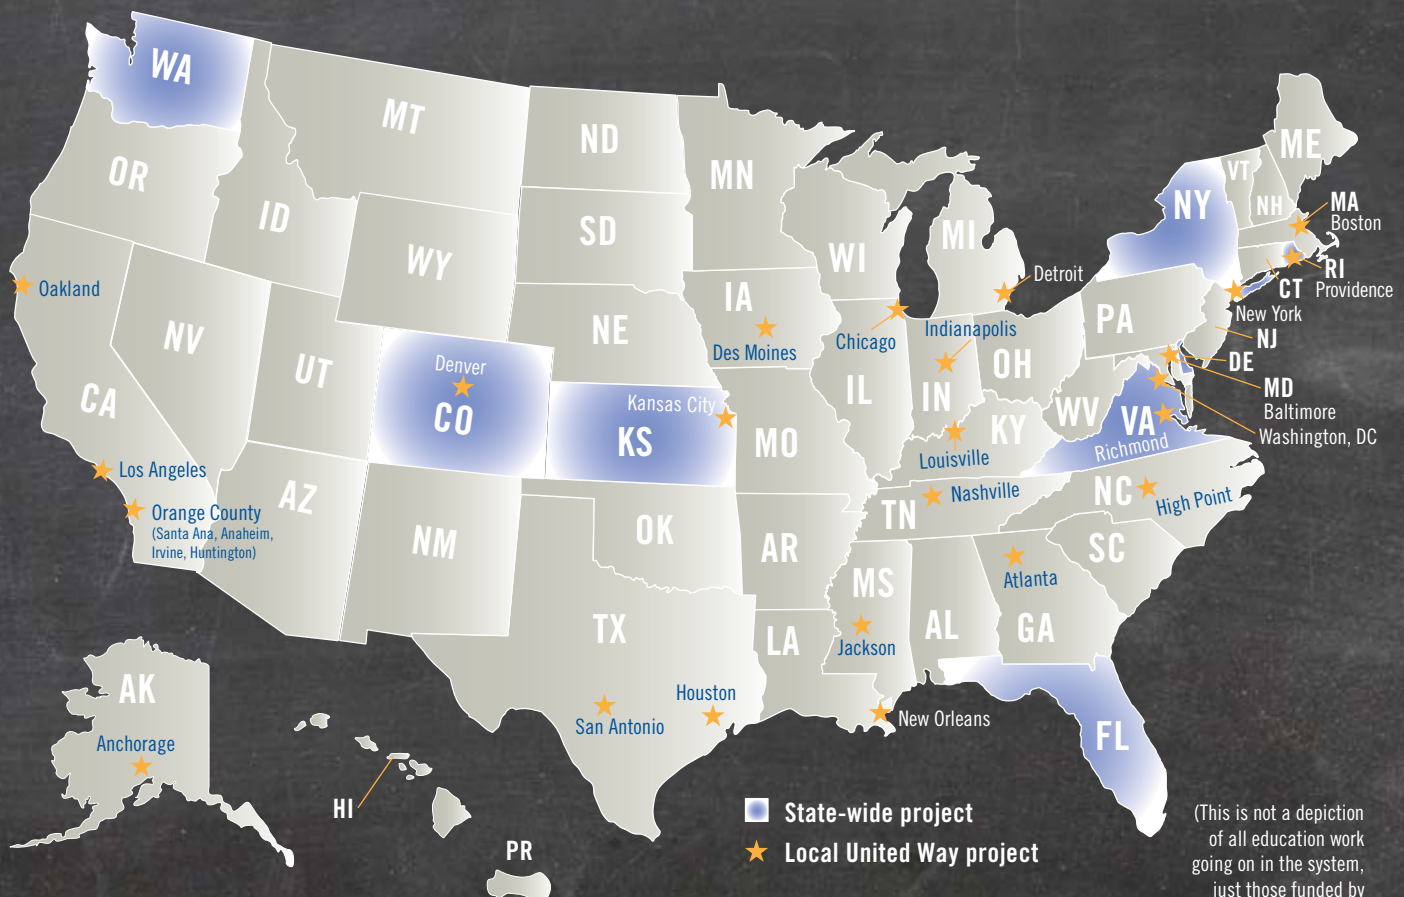 WA
MT
ND
MN
ME
VT
NH
OR
ID
SD
WI
MI
NY
MA
Boston
WY
RI
Providence
CT
Oakland
NV
UT
NE
IA
Des Moines
Chicago
Detroit
Indianapolis
PA
New York
NJ
DE
MD
Baltimore
Washington, DC
CA
Denver
CO
Kansas City
KS
MO
IL
IN
OH
WV
VA
Richmond
KY
Louisville
Los Angeles
Orange County
(Santa Ana, Anaheim,
Irvine, Huntington)
AZ
NM
OK
AR
TN
Nashville
NC
High Point
SC
Atlanta
GA
MS
Jackson
AL
LA
TX
San Antonio
Houston
New Orleans
FL
AK
Anchorage
HI
PR
State-wide project
Local United Way project
(This is not a depiction
of all education work
going on in the system,
just those funded by